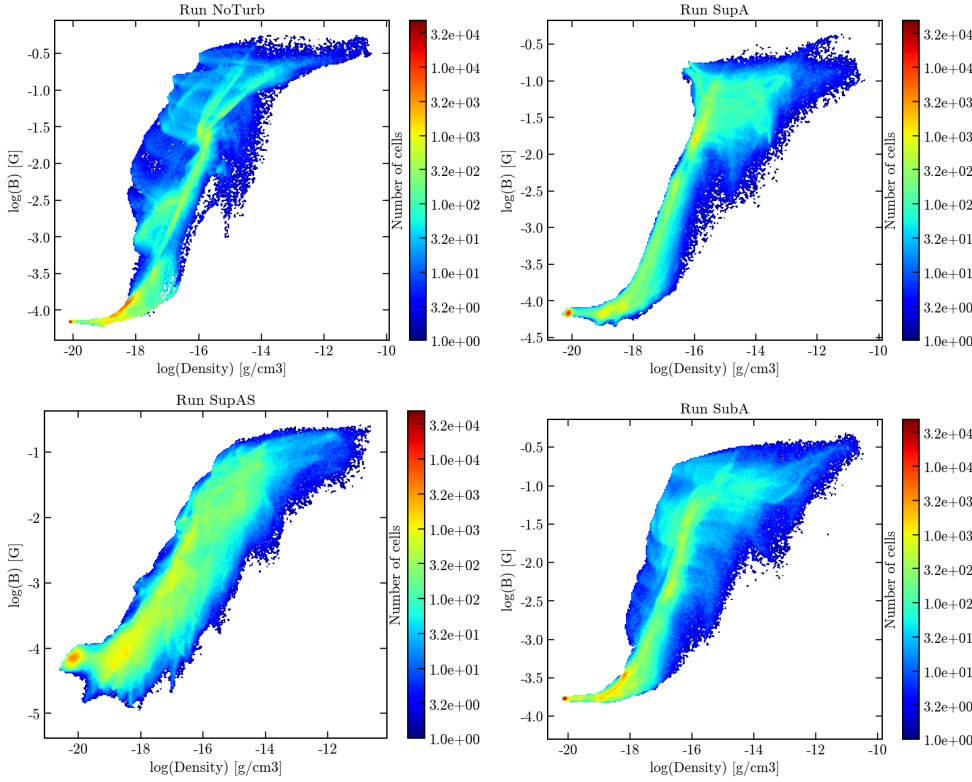 Run NoTurb
-0.5
-1.0
-1.5
-2.0
-2.5
-3.0
-3.5
-4.0
log(B) [G]
-20
-18
-16
-14
-12
-10
log(Density) [g/cm3]
3.2e+04
1.0e+04
3.2e+03
1.0e+03
3.2e+02
1.0e+02
3.2e+01
1.0e+01
3.2e+00
1.0e+00
Number of cells
Run SupA
-0.5
-1.0
-1.5
-2.0
-2.5
-3.0
-3.5
-4.0
-4.5
log(B) [G]
-20
-18
-16
-14
-12
-10
log(Density) [g/cm3]
3.2e+04
1.0e+04
3.2e+03
1.0e+03
3.2e+02
1.0e+02
3.2e+01
1.0e+01
3.2e+00
1.0e+00
Number of cells
Run SupAS
-1
-2
-3
-4
-5
log(B) [G]
-20
-18
-16
-14
-12
log(Density) [g/cm3]
3.2e+04
1.0e+04
3.2e+03
1.0e+03
3.2e+02
1.0e+02
3.2e+01
1.0e+01
3.2e+00
1.0e+00
Number of cells
Run SubA
-0.5
-1.0
-1.5
-2.0
-2.5
-3.0
-3.5
-4.0
log(B) [G]
-20
-18
-16
-14
-12
-10
log(Density) [g/cm3]
3.2e+04
1.0e+04
3.2e+03
1.0e+03
3.2e+02
1.0e+02
3.2e+01
1.0e+01
3.2e+00
1.0e+00
Number of cells